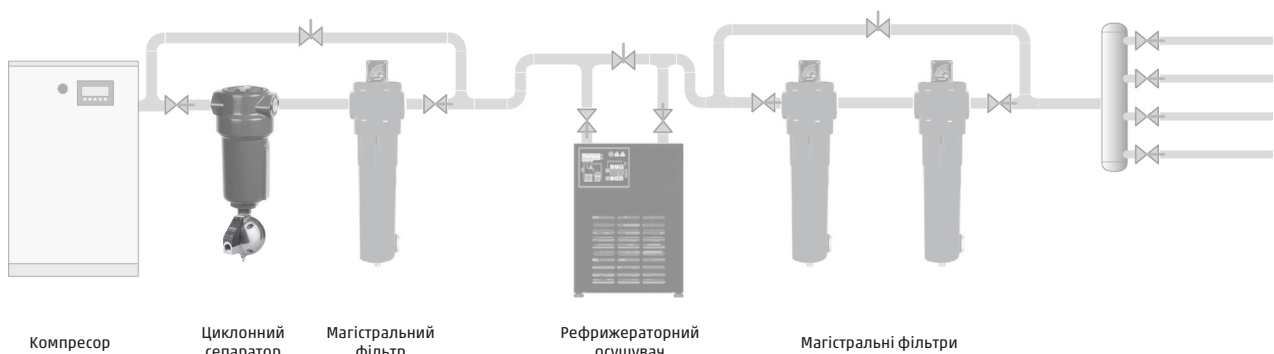 Компресор
Циклонний
сепаратор
Магістральний
фільтр
Рефрижераторний
осушувач
Магістральні фільтри